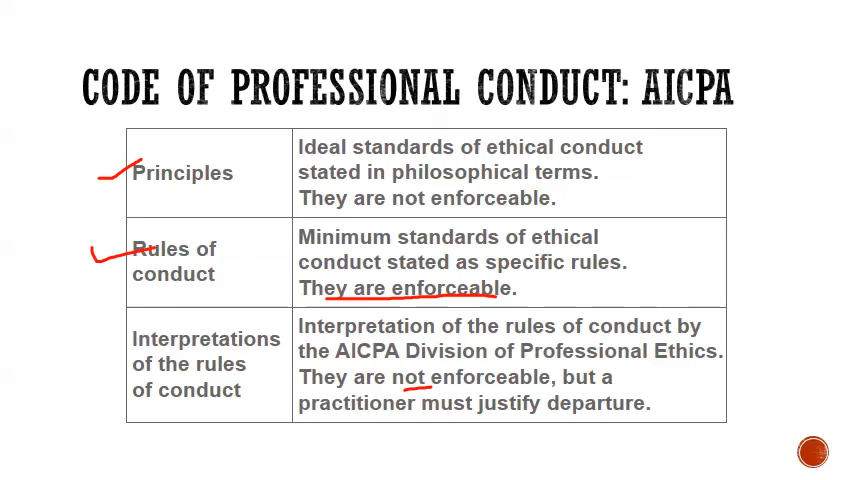 CODE OF PROFESSIONAL CONDUCT: AICPA
Principles
Ideal standards of ethical conduct
stated in philosophical terms.
They are not enforceable.
Rules of
conduct
Minimum standards of ethical
conduct stated as specific rules.
They are enforceable.
Interpretations
of the rules
of conduct
Interpretation of the rules of conduct by
the AICPA Division of Professional Ethics.
They are not enforceable, but a
practitioner must justify departure.